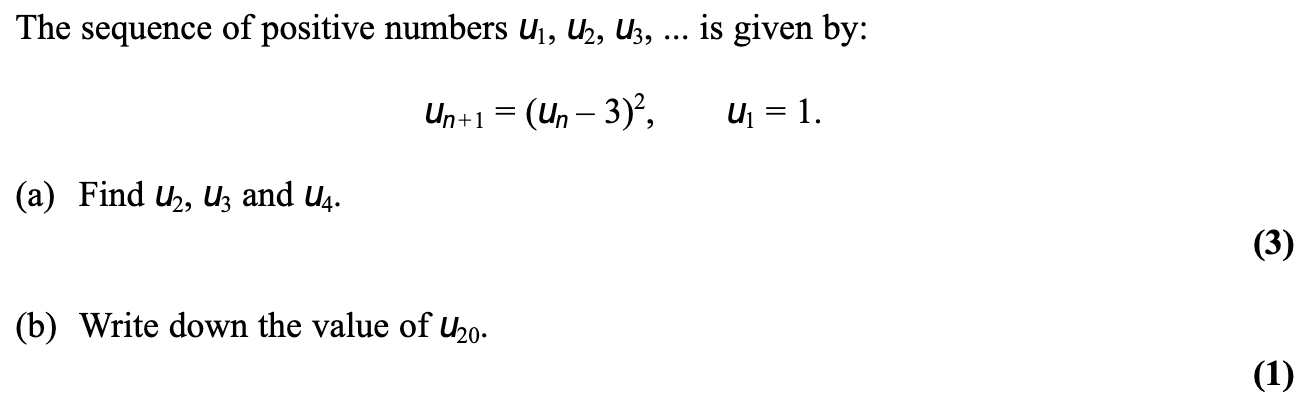 The sequence of positive numbers u₁, u₂, u₃, ... is given by:
uₙ₊₁ = (uₙ – 3)², u₁ = 1.
(a) Find u₂, u₃ and u₄.
(3)
(b) Write down the value of u₂₀.
(1)